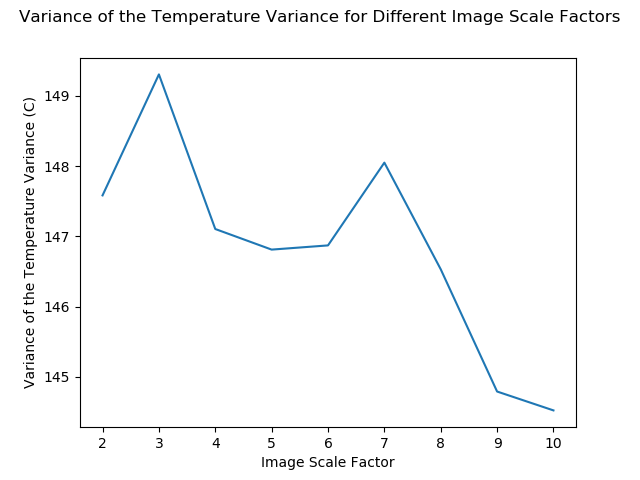 Variance of the Temperature Variance for Different Image Scale Factors
Variance of the Temperature Variance (C)
149
148
147
146
145
2 3 4 5 6 7 8 9 10
Image Scale Factor